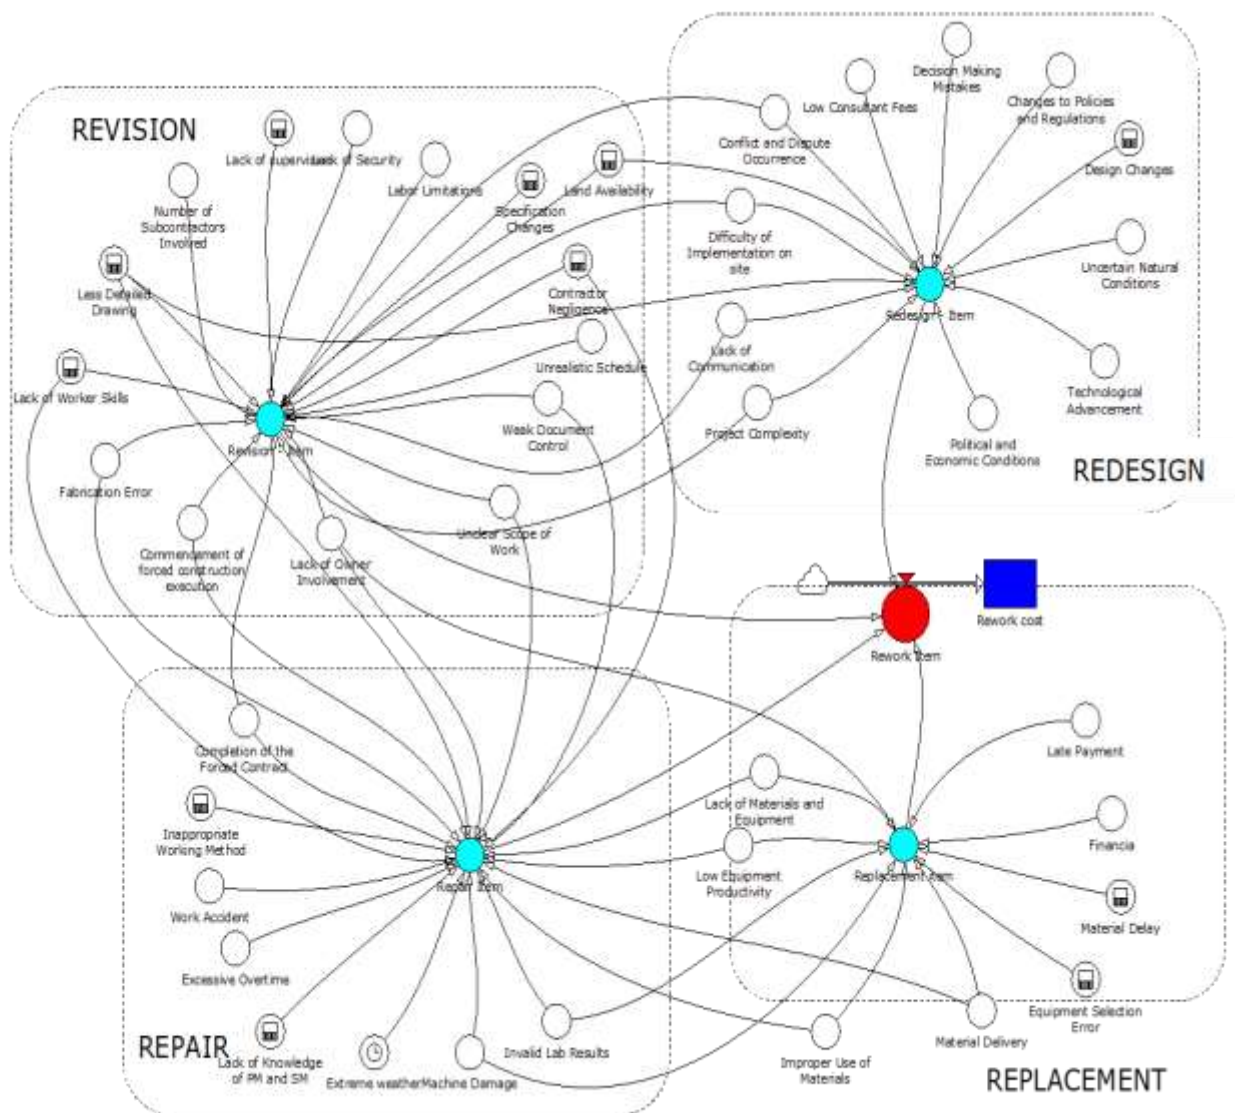 REVISION
Lack of supervision
Lack of Security
Labor Limitations
Number of
Subcontractors
Involved
Specification
Changes
Land Availability
Less Detailed
Drawing
Contractor
Negligence
Unrealistic Schedule
Lack of Worker Skills
Weak Document
Control
Revision - Item
Fabrication Error
Commencement of
forced construction
execution
Lack of Owner
Involvement
Unclear Scope of
Work
Decision Making
Mistakes
Low Consultant Fees
Changes to Policies
and Regulations
Conflict and Dispute
Occurrence
Design Changes
Difficulty of
Implementation on
site
Uncertain Natural
Conditions
Redesign - Item
Lack of
Communication
Technological
Advancement
Project Complexity
Political and
Economic Conditions
REDESIGN
Rework cost
Rework Item
Completion of the
Forced Contract
Inappropriate
Working Method
Repair Item
Work Accident
Excessive Overtime
Lack of Knowledge
of PM and SM
Extreme weather
Machine Damage
Invalid Lab Results
REPAIR
Late Payment
Lack of Materials and
Equipment
Financia
Low Equipment
Productivity
Replacement Item
Material Delay
Equipment Selection
Error
Material Delivery
Improper Use of
Materials
REPLACEMENT